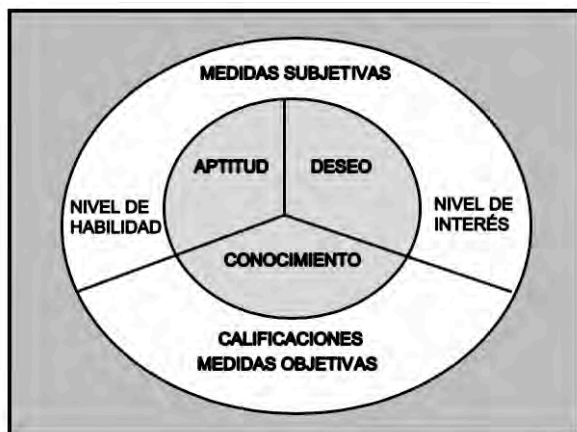 MEDIDAS SUBJETIVAS
APTITUD
DESEO
NIVEL DE
HABILIDAD
NIVEL DE
INTERÉS
CONOCIMIENTO
CALIFICACIONES
MEDIDAS OBJETIVAS